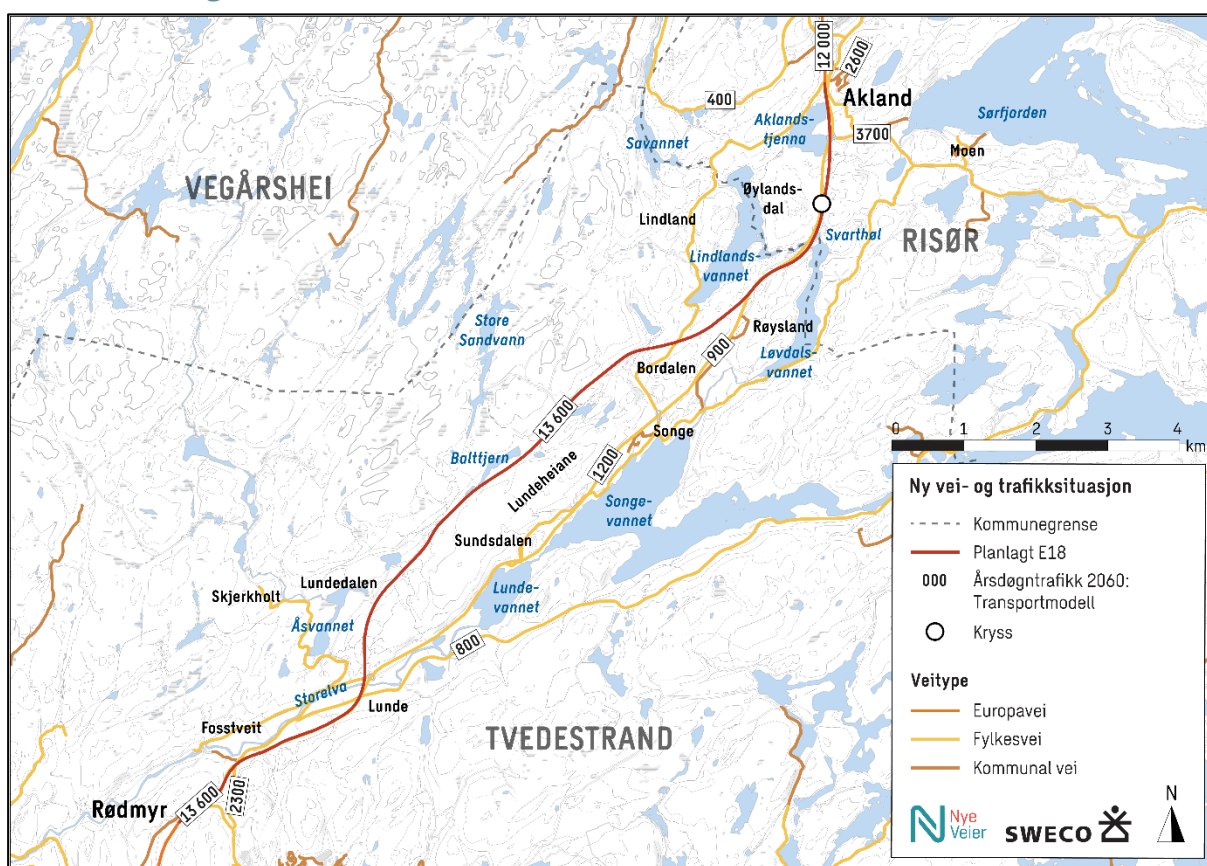 12 000
2600
Akland
400
Aklands-
tjenna
3700
Sørfjorden
Moen
Savannet
VEGÅRSHEI
Øylands-
dal
Lindland
Svarthøl
RISØR
Lindlands-
vannet
Store
Sandvann
Røysland
900
Løvdals-
vannet
Bordalen
13 600
Songe
Balttjern
Lundeheiane
1200
Songe-
vannet
Sundsdalen
Lundedalen
Skjerkholt
Lunde-
vannet
Åsvannet
800
Storelva
Lunde
Fosstveit
TVEDESTRAND
Rødmyr
13 600
2300
0 1 2 3 4
km
Ny vei- og trafikksituasjon
Kommunegrense
Planlagt E18
000 Årsdøgntrafikk 2060:
Transportmodell
Kryss
Veitype
Europavei
Fylkesvei
Kommunal vei
N
Nye
Veier
SWECO